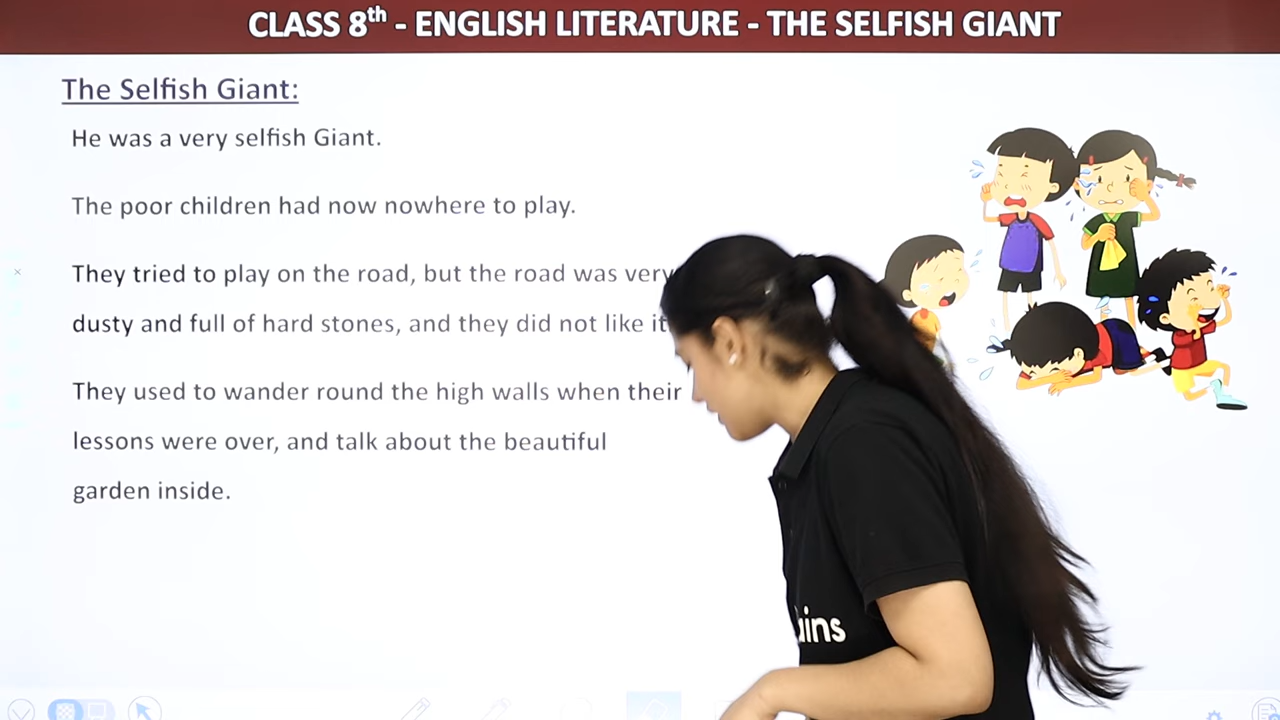 CLASS 8th - ENGLISH LITERATURE - THE SELFISH GIANT
The Selfish Giant:
He was a very selfish Giant.
The poor children had now nowhere to play.
They tried to play on the road, but the road was very
dusty and full of hard stones, and they did not like it
They used to wander round the high walls when their
lessons were over, and talk about the beautiful
garden inside.